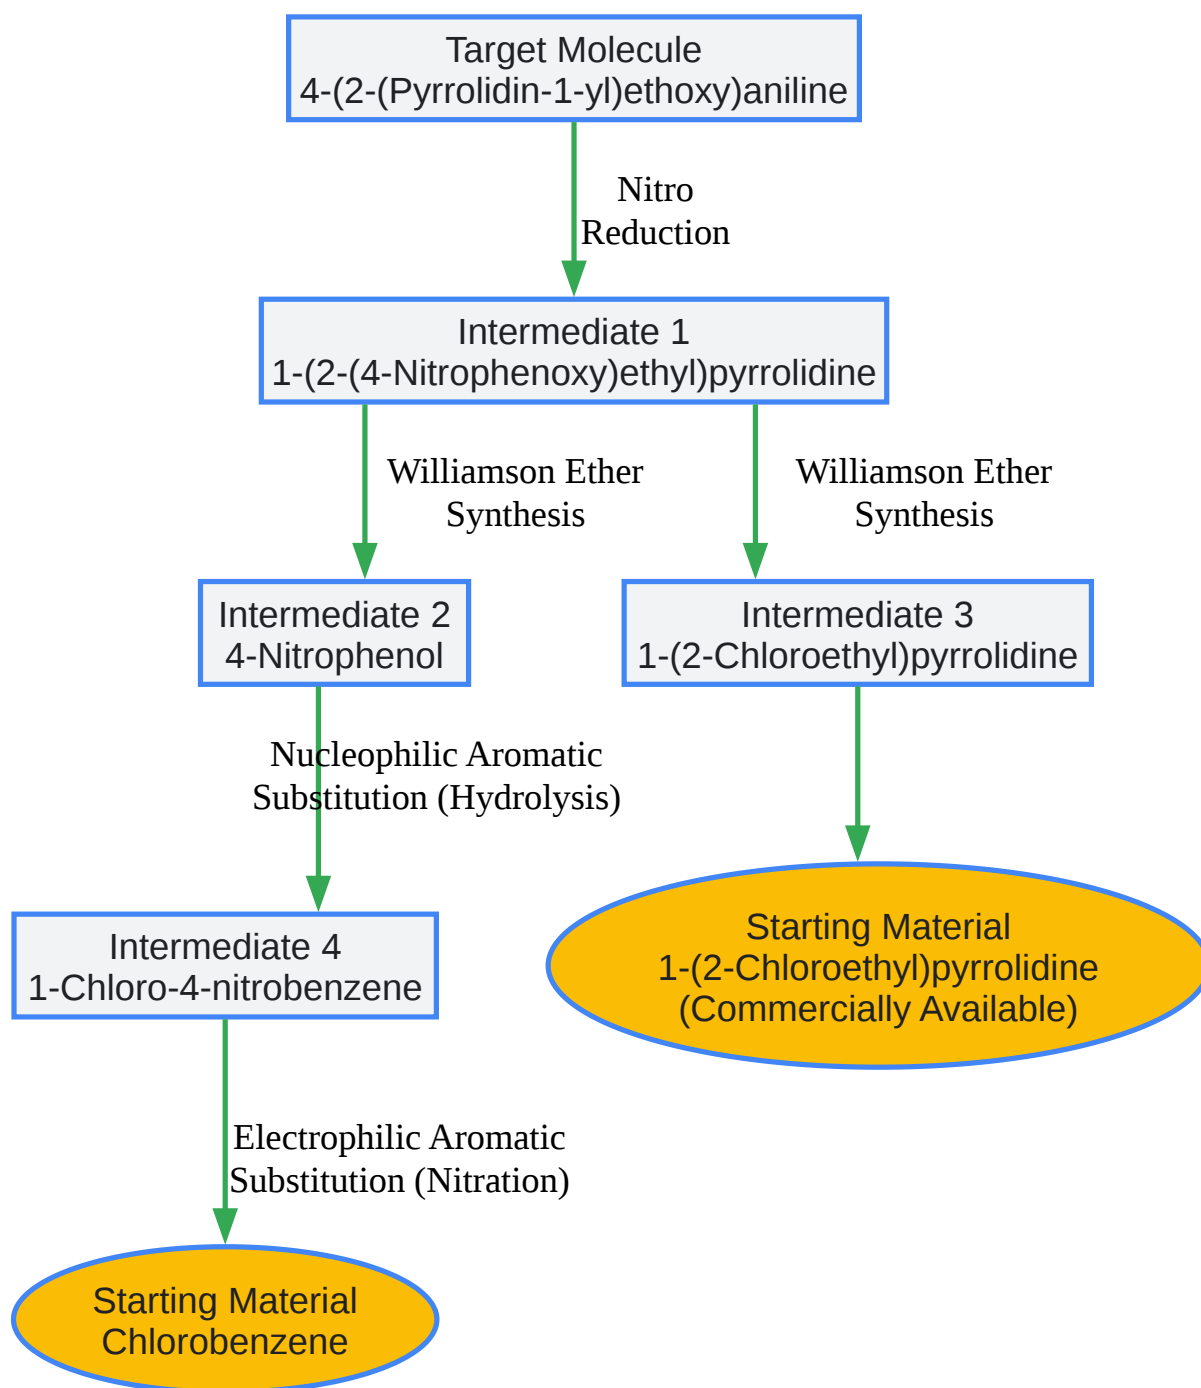 Target Molecule
4-(2-(Pyrrolidin-1-yl)ethoxy)aniline
Nitro
Reduction
Intermediate 1
1-(2-(4-Nitrophenoxy)ethyl)pyrrolidine
Williamson Ether
Synthesis
Williamson Ether
Synthesis
Intermediate 2
4-Nitrophenol
Intermediate 3
1-(2-Chloroethyl)pyrrolidine
Nucleophilic Aromatic
Substitution (Hydrolysis)
Intermediate 4
1-Chloro-4-nitrobenzene
Starting Material
1-(2-Chloroethyl)pyrrolidine
(Commercially Available)
Electrophilic Aromatic
Substitution (Nitration)
Starting Material
Chlorobenzene